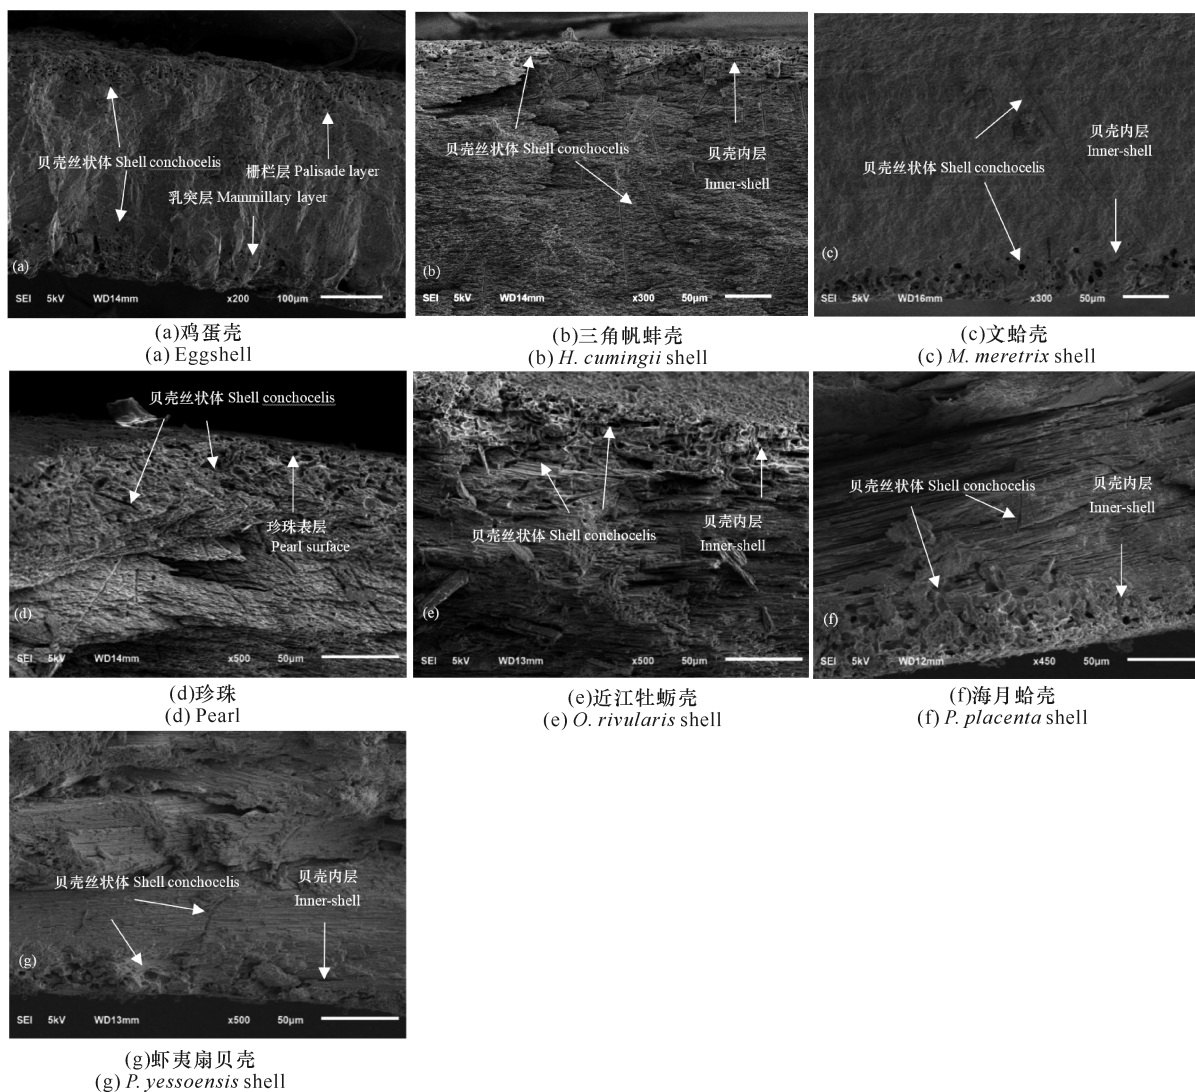 贝壳丝状体 Shell conchocelis
栅栏层 Palisade layer
乳突层 Mammillary layer
(a)
SEI 5kV WD14mm x200 100μm
(a)鸡蛋壳
(a) Eggshell
贝壳丝状体 Shell conchocelis
贝壳内层
Inner-shell
(b)
SEI 5kV WD14mm x300 50μm
(b)三角帆蚌壳
(b) H. cumingii shell
贝壳内层
Inner-shell
贝壳丝状体 Shell conchocelis
(c)
SEI 5kV WD16mm x300 50μm
(c)文蛤壳
(c) M. meretrix shell
贝壳丝状体 Shell conchocelis
珍珠表层
Pearl surface
(d)
SEI 5kV WD14mm x500 50μm
(d)珍珠
(d) Pearl
贝壳丝状体 Shell conchocelis
贝壳内层
Inner-shell
(e)
SEI 5kV WD13mm x500 50μm
(e)近江牡蛎壳
(e) O. rivularis shell
贝壳丝状体 Shell conchocelis
贝壳内层
Inner-shell
(f)
SEI 5kV WD12mm x450 50μm
(f)海月蛤壳
(f) P. placenta shell
贝壳丝状体 Shell conchocelis
贝壳内层
Inner-shell
(g)
SEI 5kV WD13mm x500 50μm
(g)虾夷扇贝壳
(g) P. yessoensis shell